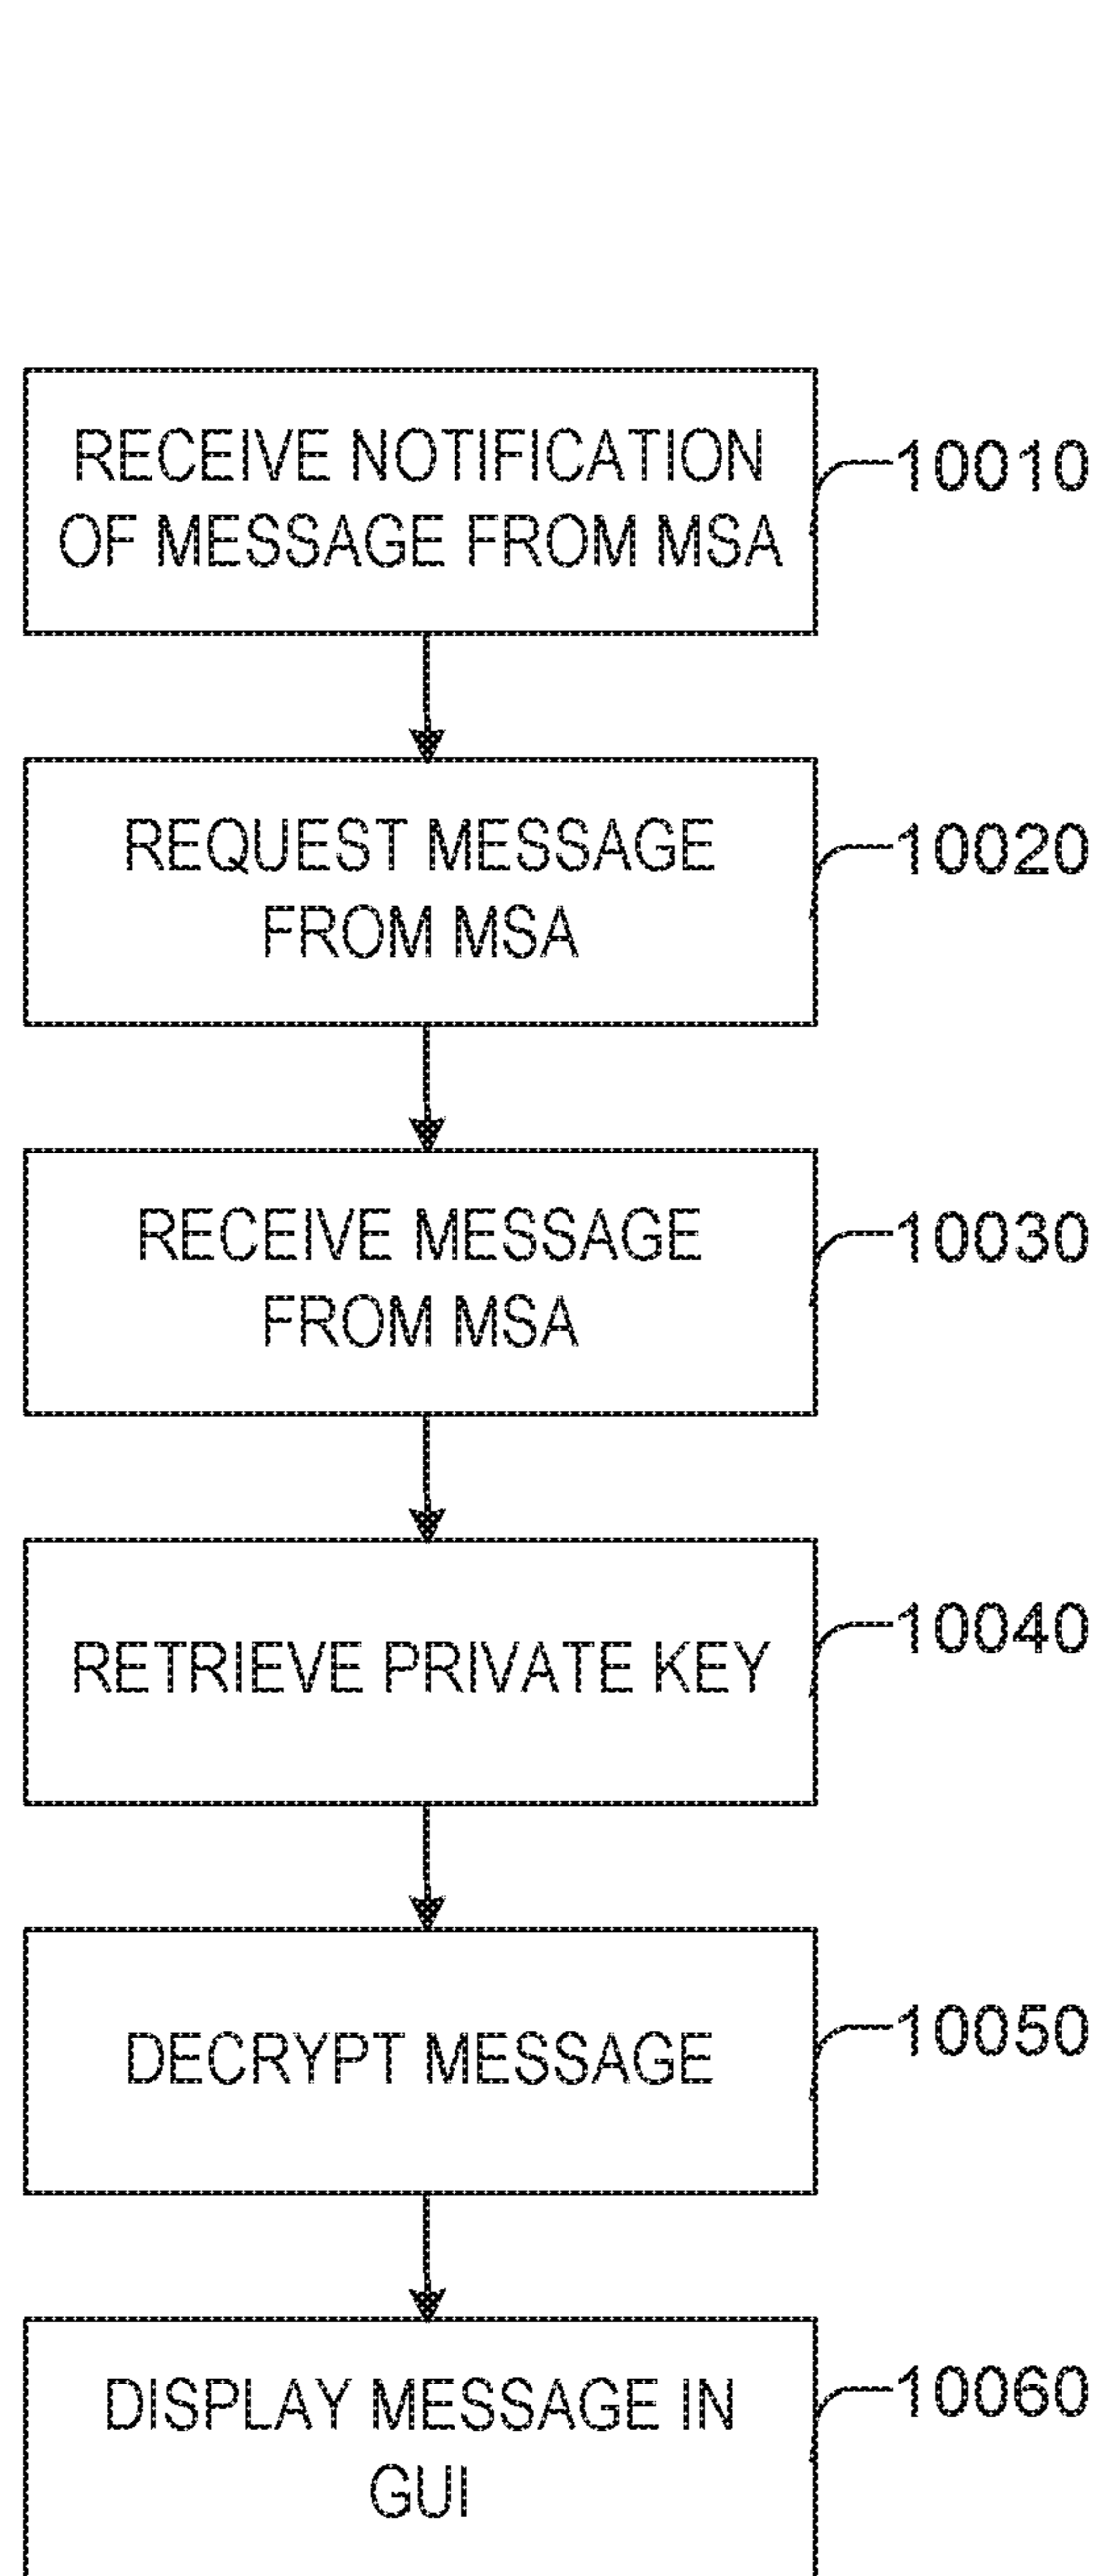 RECEIVE NOTIFICATION
OF MESSAGE FROM MSA
10010
REQUEST MESSAGE
FROM MSA
10020
RECEIVE MESSAGE
FROM MSA
10030
RETRIEVE PRIVATE KEY
10040
DECRYPT MESSAGE
10050
DISPLAY MESSAGE IN
GUI
10060